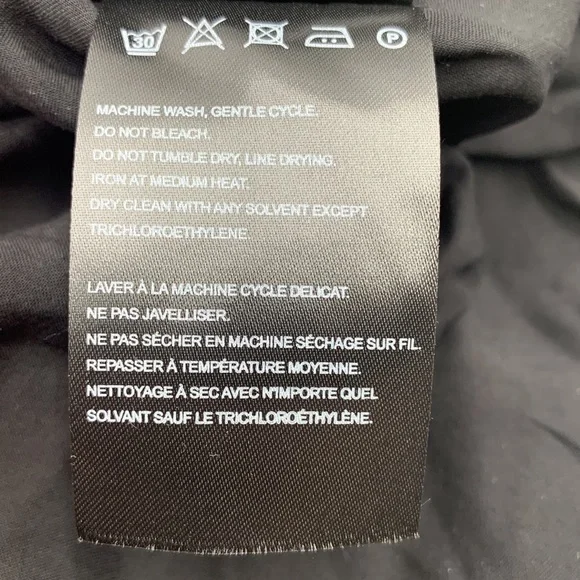 30 P
MACHINE WASH, GENTLE CYCLE.
DO NOT BLEACH.
DO NOT TUMBLE DRY, LINE DRYING.
IRON AT MEDIUM HEAT.
DRY CLEAN WITH ANY SOLVENT EXCEPT
TRICHLOROETHYLENE
LAVER À LA MACHINE CYCLE DELICAT.
NE PAS JAVELLISER.
NE PAS SÉCHER EN MACHINE SÉCHAGE SUR FIL.
REPASSER À TEMPÉRATURE MOYENNE.
NETTOYAGE À SEC AVEC N'IMPORTE QUEL
SOLVANT SAUF LE TRICHLOROÉTHYLÈNE.